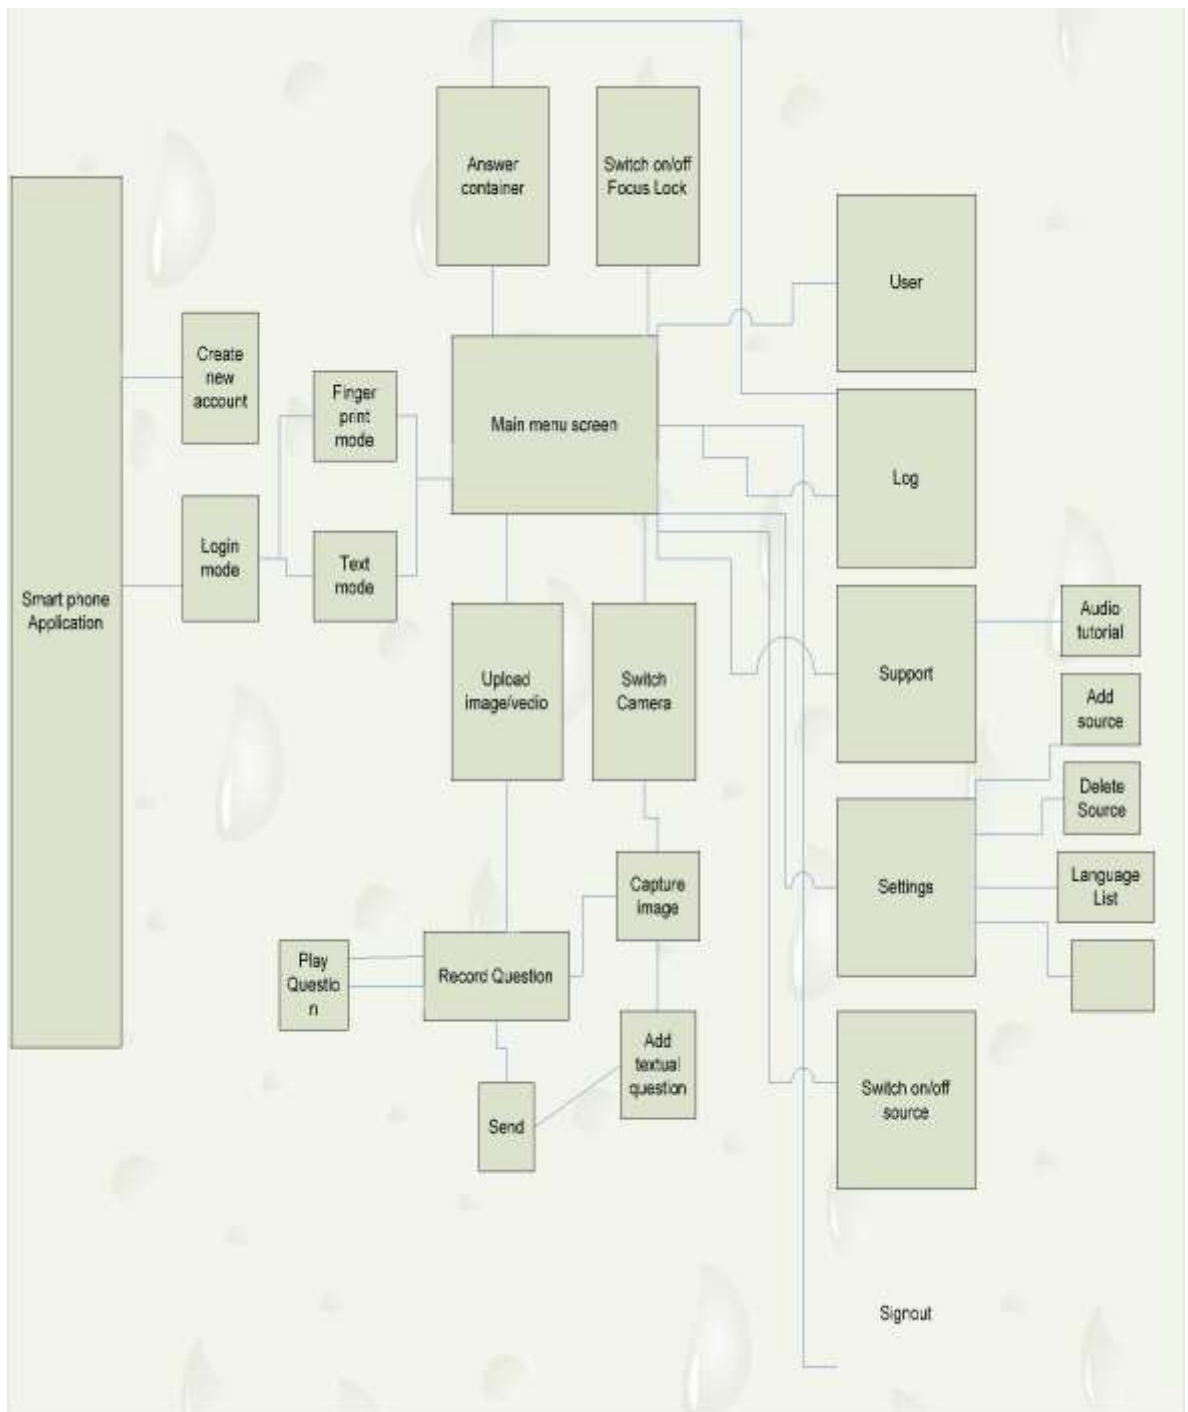 Answer
container
Switch on/off
Focus Lock
User
Create
new
account
Finger
print
mode
Main menu screen
Log
Login
mode
Text
mode
Smart phone
Application
Upload
image/vedio
Switch
Camera
Support
Audio
tutorial
Add
source
Delete
Source
Settings
Language
List
Capture
image
Play
Questio
n
Record Question
Add
textual
question
Send
Switch on/off
source
Signout